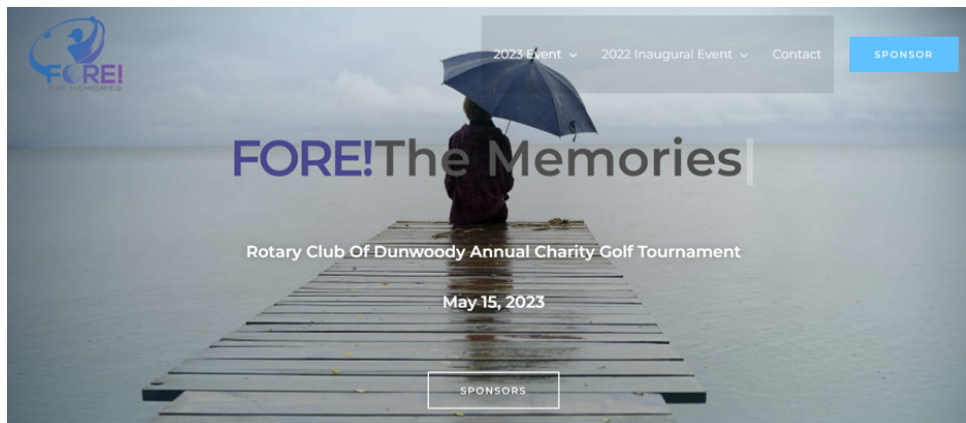 FORE!
THE MEMORIES
2023 Event
2022 Inaugural Event
Contact
SPONSOR
FORE!The Memories
Rotary Club Of Dunwoody Annual Charity Golf Tournament
May 15, 2023
SPONSORS